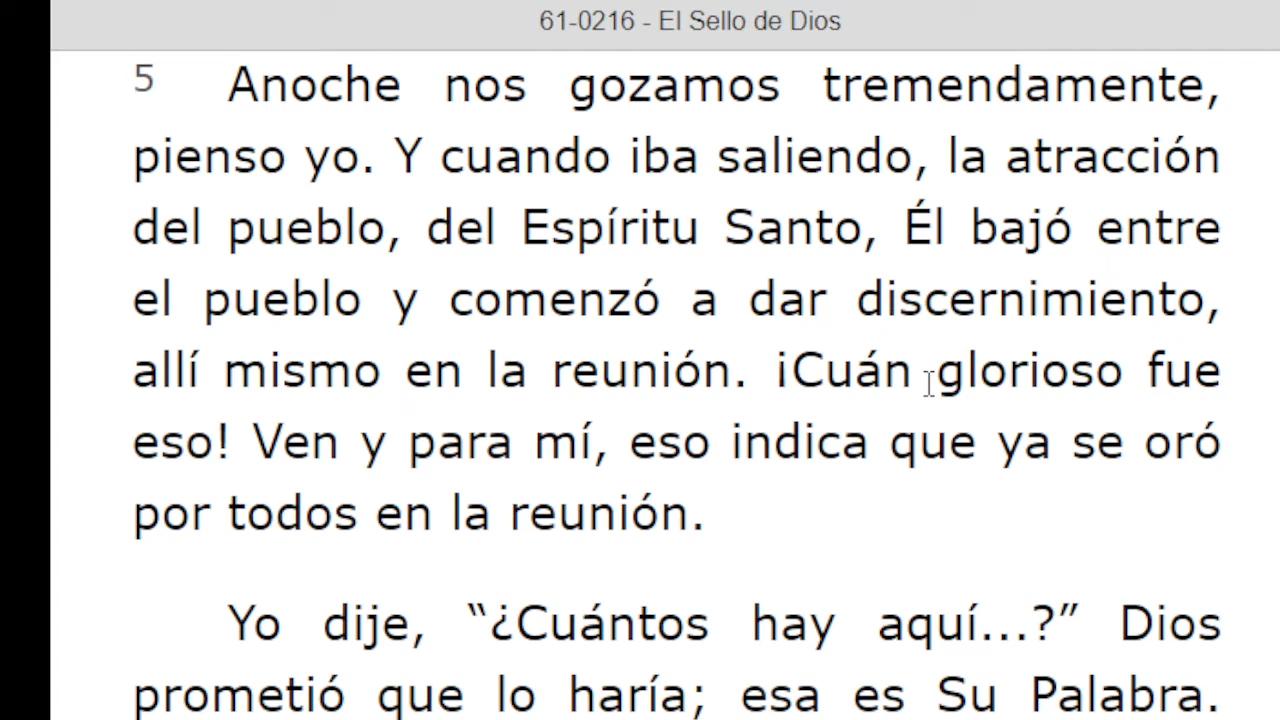 61-0216 - El Sello de Dios
5 Anoche nos gozamos tremendamente,
pienso yo. Y cuando iba saliendo, la atracción
del pueblo, del Espíritu Santo, Él bajó entre
el pueblo y comenzó a dar discernimiento,
allí mismo en la reunión. ¡Cuán glorioso fue
eso! Ven y para mí, eso indica que ya se oró
por todos en la reunión.
Yo dije, “¿Cuántos hay aquí...?” Dios
prometió que lo haría; esa es Su Palabra.